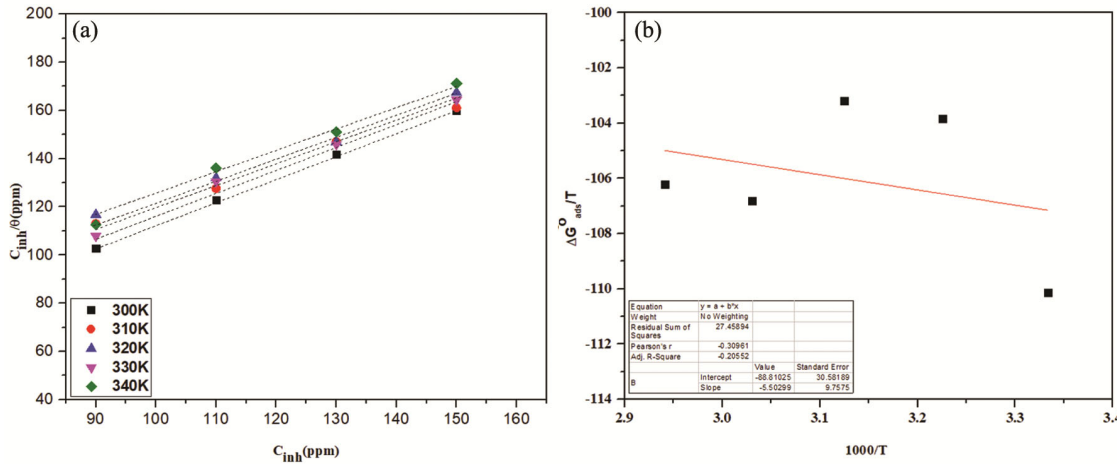 (a)
200
180
160
140
120
100
80
60
40
C_inh/θ(ppm)
300K
310K
320K
330K
340K
90 100 110 120 130 140 150 160
C_inh(ppm)
(b)
-100
-102
-104
-106
-108
-110
-112
-114
ΔG°ads/T
Equation y = a + b*x
Weight No Weighting
Residual Sum of Squares 27.45894
Pearson's r -0.30961
Adj. R-Square -0.20552
Value Standard Error
B Intercept -88.81025 30.58189
Slope -5.50299 9.7575
2.9 3.0 3.1 3.2 3.3 3.4
1000/T